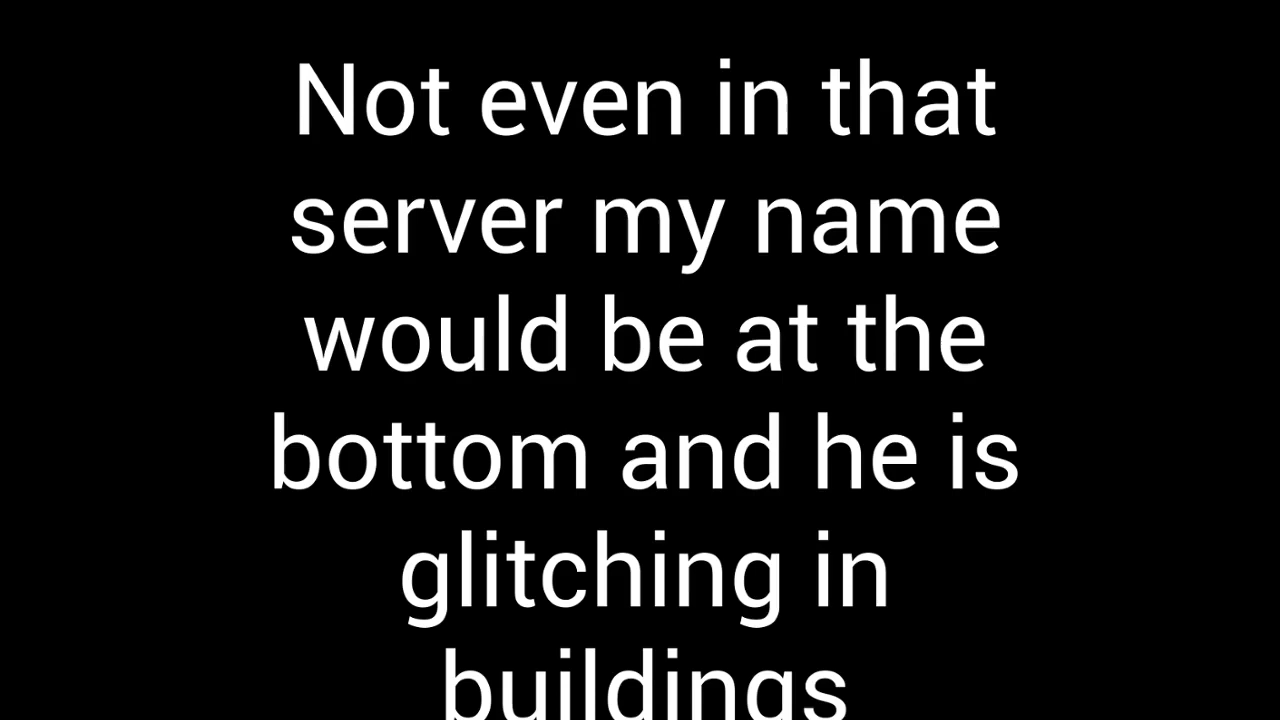 Not even in that
server my name
would be at the
bottom and he is
glitching in
buildings